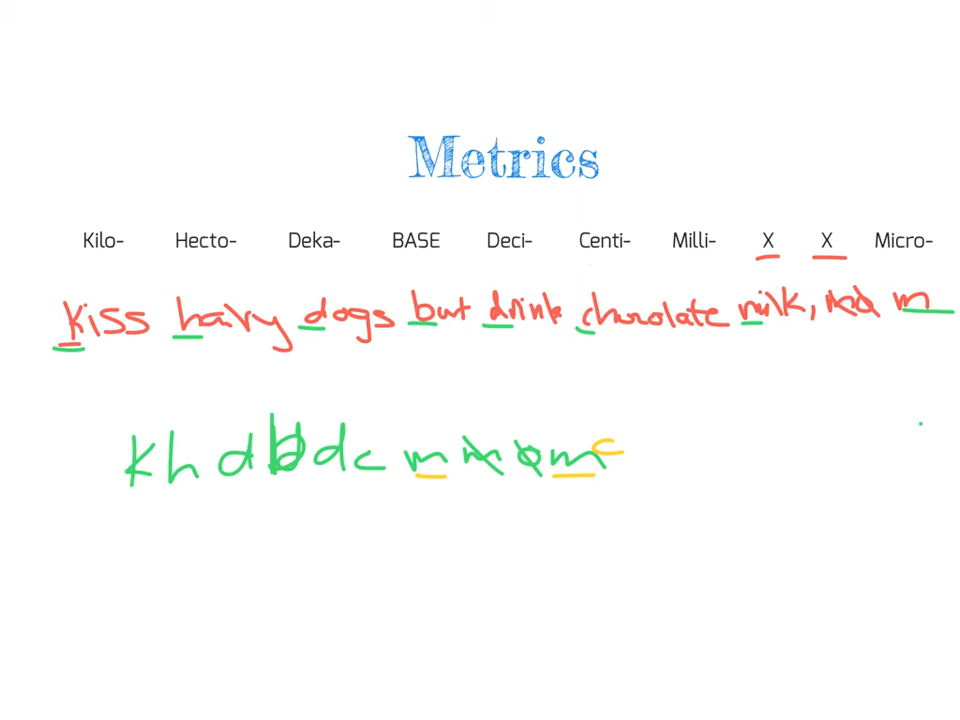 Metrics
Kilo- Hecto- Deka- BASE Deci- Centi- Milli- X X Micro-
Kiss hairy dogs but drink chocolate milk, m
k h d b d c m m c